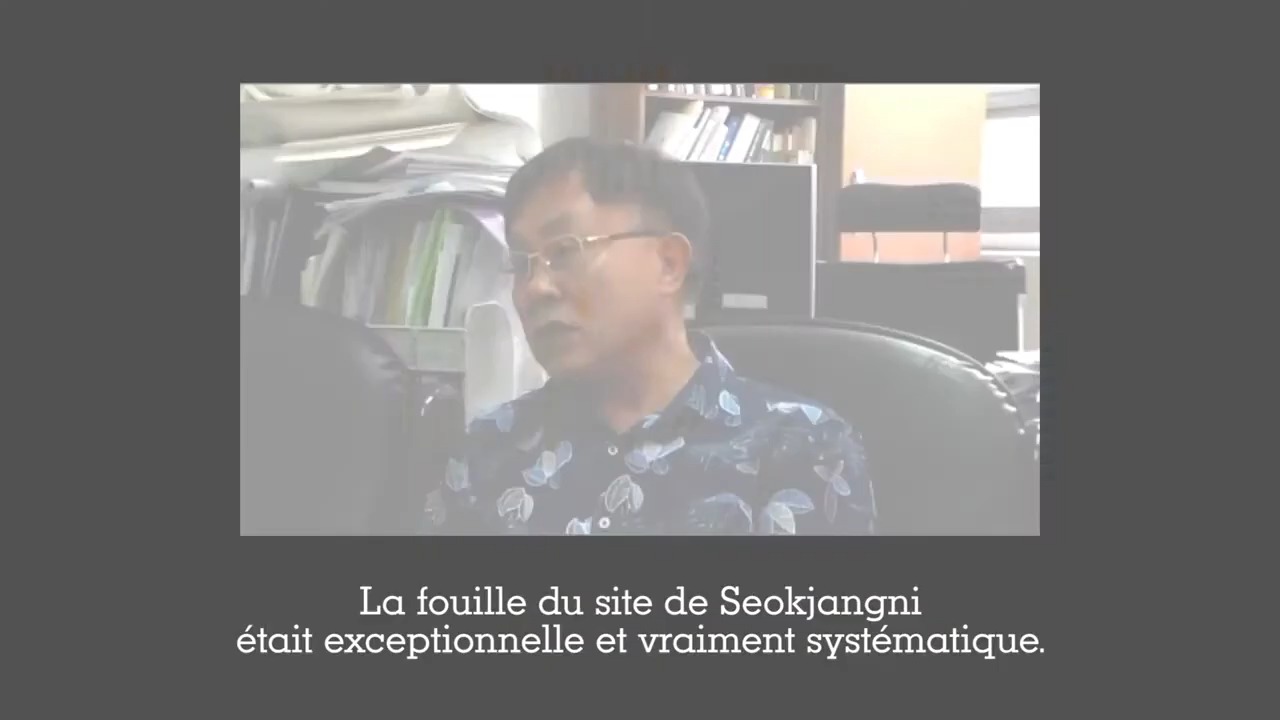 La fouille du site de Seokjangni
était exceptionnelle et vraiment systématique.